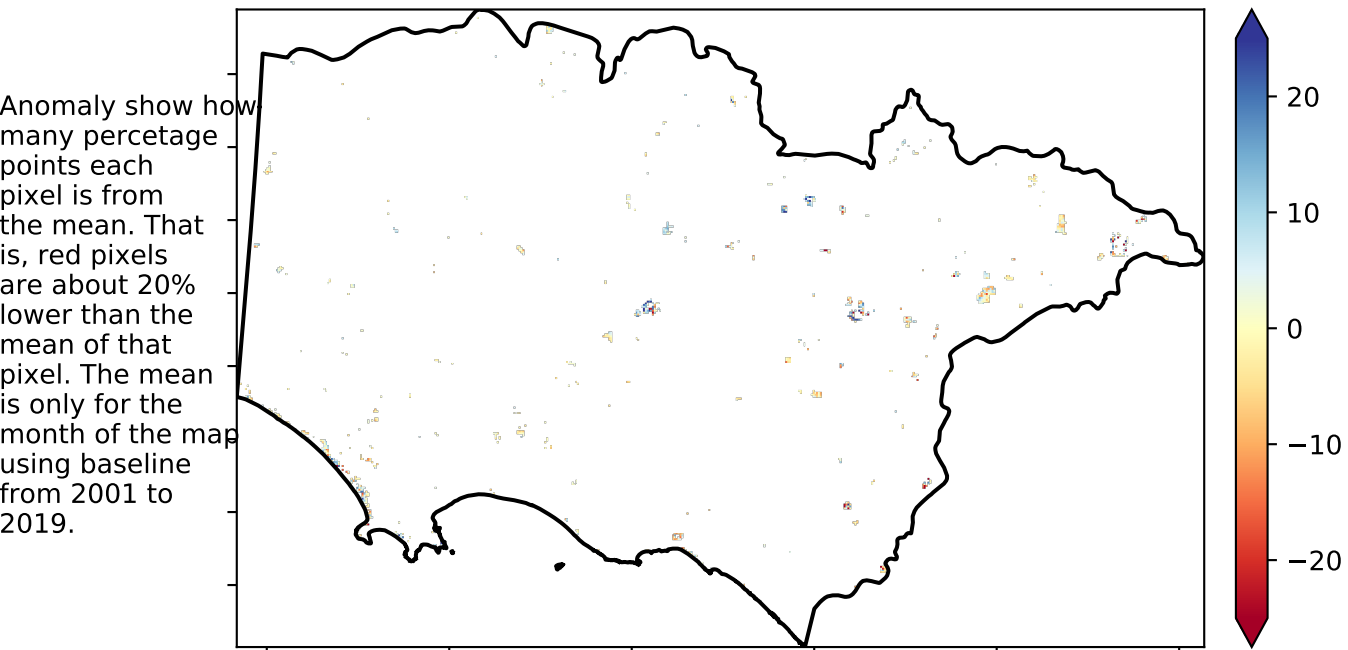 Anomaly show how
many percetage
points each
pixel is from
the mean. That
is, red pixels
are about 20%
lower than the
mean of that
pixel. The mean
is only for the
month of the map
using baseline
from 2001 to
2019.
20
10
0
−10
−20